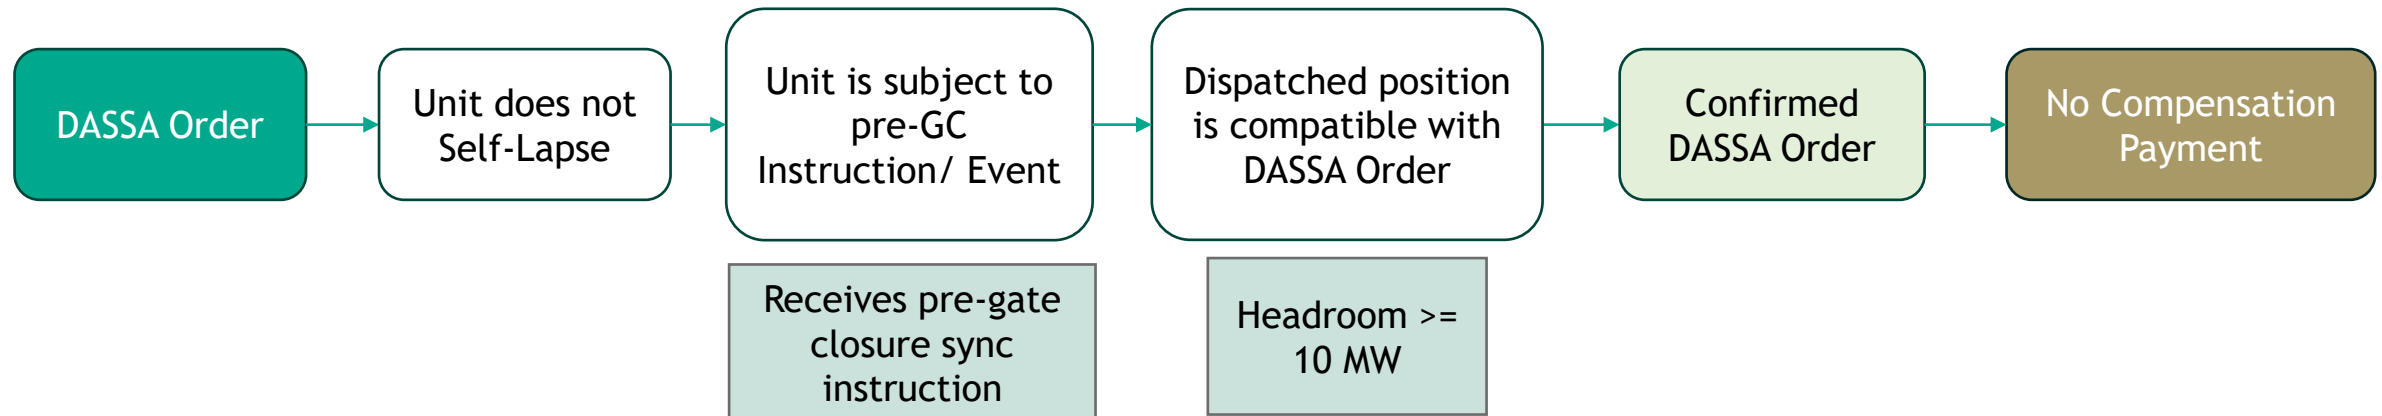 DASSA Order
Unit does not
Self-Lapse
Unit is subject to
pre-GC
Instruction/ Event
Dispatched position
is compatible with
DASSA Order
Confirmed
DASSA Order
No Compensation
Payment
Receives pre-gate
closure sync
instruction
Headroom >=
10 MW